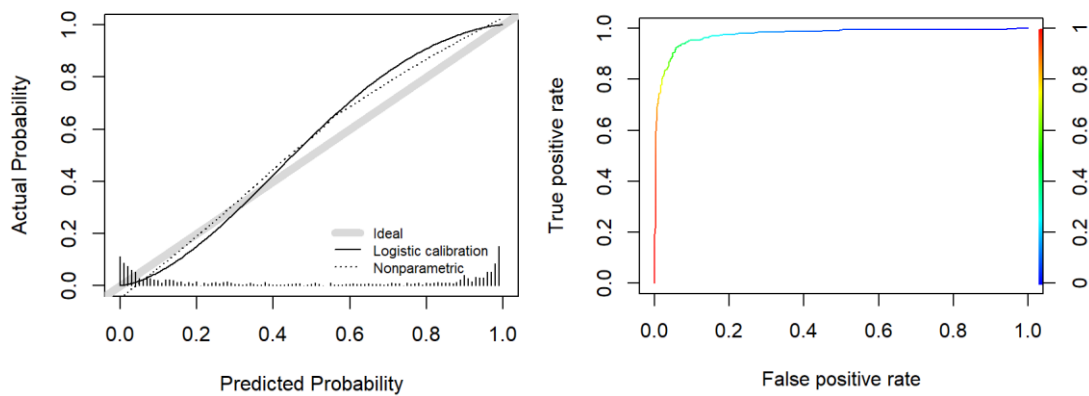 Actual Probability
1.0
0.8
0.6
0.4
0.2
0.0
Ideal
Logistic calibration
Nonparametric
0.0 0.2 0.4 0.6 0.8 1.0
Predicted Probability
True positive rate
1.0
0.8
0.6
0.4
0.2
0.0
0.0 0.2 0.4 0.6 0.8 1.0
False positive rate
1
0.8
0.6
0.4
0.2
0